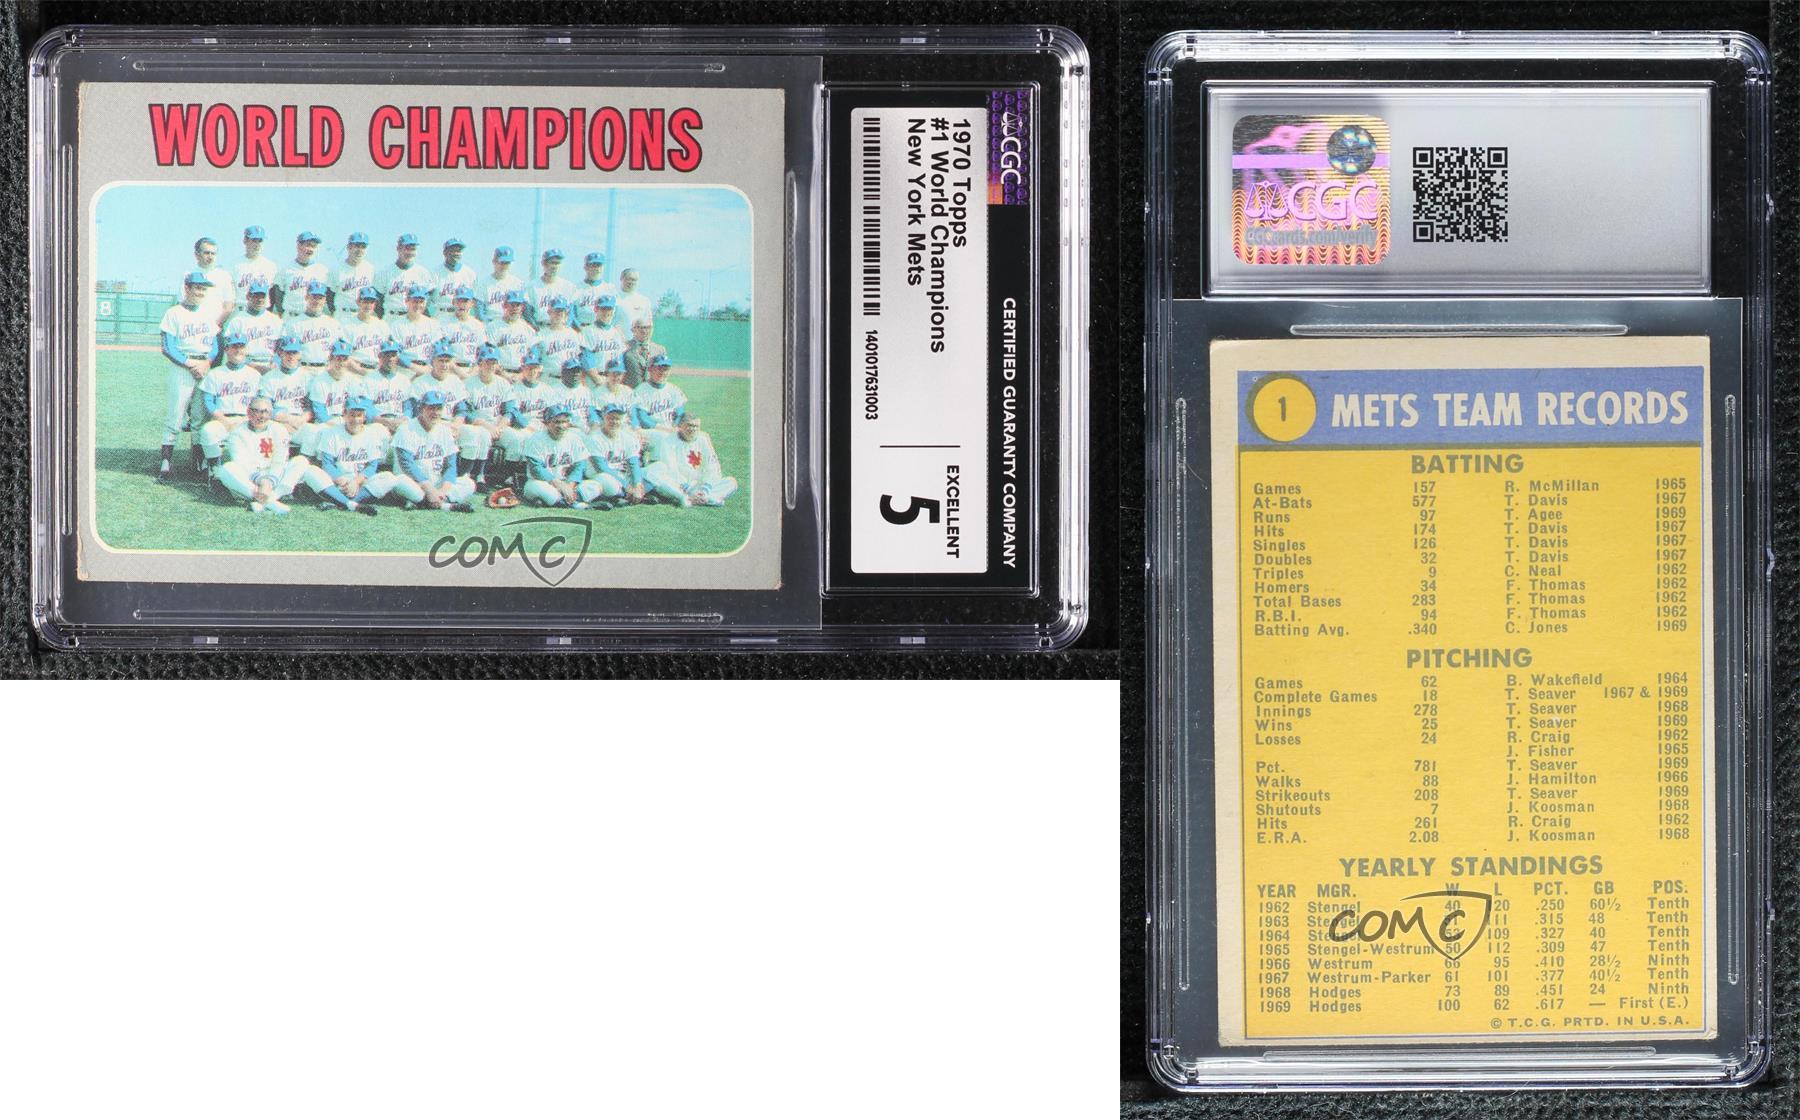 WORLD CHAMPIONS
8
COMC
CGC
1970 Topps
#1 World Champions
New York Mets
1401017631003
EXCELLENT
5
CERTIFIED GUARANTY COMPANY
CGC
cgccards.com/verify
1 METS TEAM RECORDS
BATTING
Games 157 R. McMillan 1965
At-Bats 577 T. Davis 1967
Runs 97 T. Agee 1969
Hits 174 T. Davis 1967
Singles 126 T. Davis 1967
Doubles 32 T. Davis 1967
Triples 9 C. Neal 1962
Homers 34 F. Thomas 1962
Total Bases 283 F. Thomas 1962
R.B.I. 94 F. Thomas 1962
Batting Avg. .340 C. Jones 1969
PITCHING
Games 62 B. Wakefield 1964
Complete Games 18 T. Seaver 1967 & 1969
Innings 278 T. Seaver 1968
Wins 25 T. Seaver 1969
Losses 24 R. Craig 1962
J. Fisher 1965
Pct. 781 T. Seaver 1969
Walks 88 J. Hamilton 1966
Strikeouts 208 T. Seaver 1969
Shutouts 7 J. Koosman 1968
Hits 261 R. Craig 1962
E.R.A. 2.08 J. Koosman 1968
YEARLY STANDINGS
YEAR MGR. W L PCT. GB POS.
1962 Stengel 40 120 .250 60½ Tenth
1963 Stengel 51 111 .315 48 Tenth
1964 Stengel 53 109 .327 40 Tenth
1965 Stengel-Westrum 50 112 .309 47 Tenth
1966 Westrum 66 95 .410 28½ Ninth
1967 Westrum-Parker 61 101 .377 40½ Tenth
1968 Hodges 73 89 .451 24 Ninth
1969 Hodges 100 62 .617 — First (E.)
© T.C.G. PRTD. IN U.S.A.
COMC